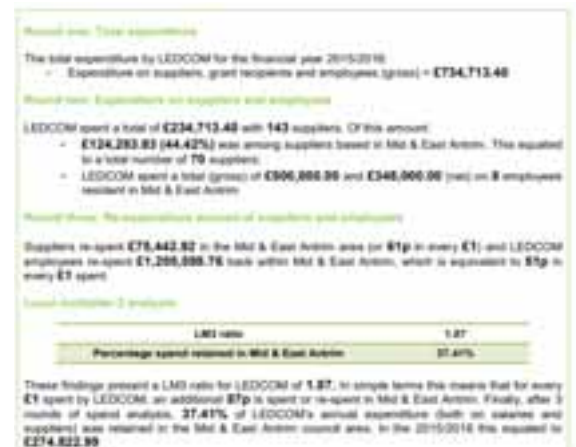 Round one: Total expenditure
The total expenditure by LEDCOM for the financial year 2015/2016:
- Expenditure on suppliers, grant recipients and employees (gross) = £734,713.40
Round two: Expenditure on suppliers and employees
LEDCOM spent a total of £234,713.40 with 143 suppliers. Of this amount:
- £124,283.83 (44.42%) was among suppliers based in Mid & East Antrim. This equated
to a total number of 70 suppliers;
- LEDCOM spent a total (gross) of £500,000.00 and £348,000.00 (net) on 8 employees
resident in Mid & East Antrim
Round three: Re-expenditure amount of suppliers and employees
Suppliers re-spent £75,442.92 in the Mid & East Antrim area (or 61p in every £1) and LEDCOM
employees re-spent back within Mid & East Antrim, which is equivalent to in
every £1 spent
Local multiplier 3 analysis
LM3 ratio 1.87
Percentage spend retained in Mid & East Antrim 37.41%
These findings present a LM3 ratio for LEDCOM of 1.87. In simple terms this means that for every
£1 spent by LEDCOM, an additional 87p is spent or re-spent in Mid & East Antrim. Finally, after 3
rounds of spend analysis, 37.41% of LEDCOM's annual expenditure (both on salaries and
suppliers) was retained in the Mid & East Antrim council area. In the 2015/2016 this equated to
£274,822.99